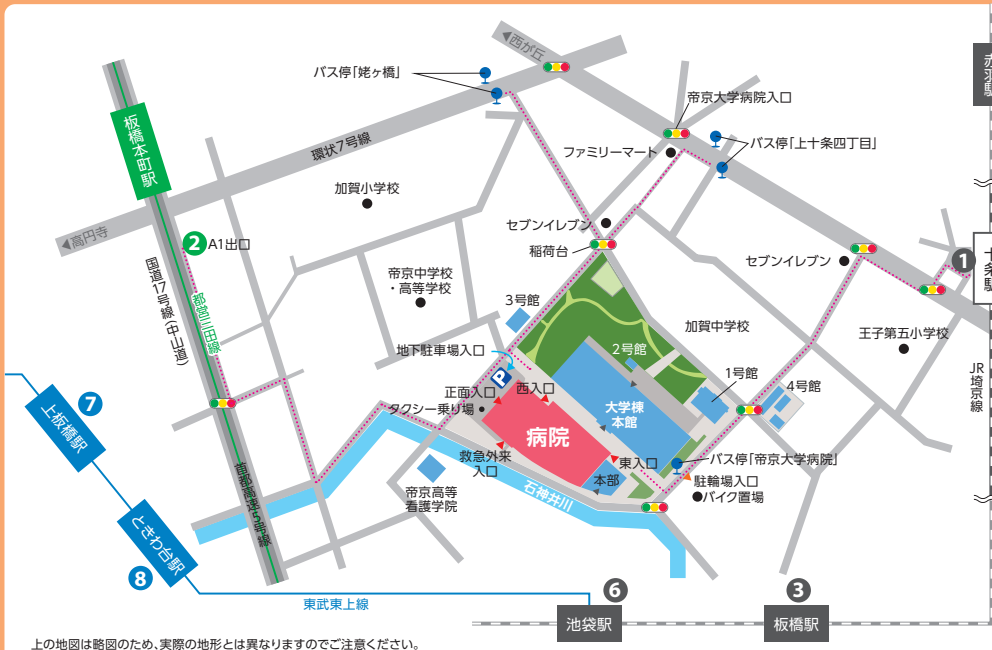 ◀西が丘
バス停「姥ヶ橋」
赤羽駅
帝京大学病院入口
板橋本町駅
環状7号線
ファミリーマート
バス停「上十条四丁目」
加賀小学校
◀高円寺
2
A1出口
セブンイレブン
稲荷台
セブンイレブン
1
十条駅
国道17号線(中山道)
都営三田線
帝京中学校
・高等学校
3号館
加賀中学校
王子第五小学校
地下駐車場入口
2号館
JR
埼京線
P
西入口
1号館
4号館
正面入口
タクシー乗り場
大学棟
本館
7
上板橋駅
病院
救急外来
入口
東入口
バス停「帝京大学病院」
首都高速5号線
帝京高等
看護学院
本部
駐輪場入口
バイク置場
石神井川
ときわ台駅
8
東武東上線
6
池袋駅
3
板橋駅
上の地図は略図のため、実際の地形とは異なりますのでご注意ください。